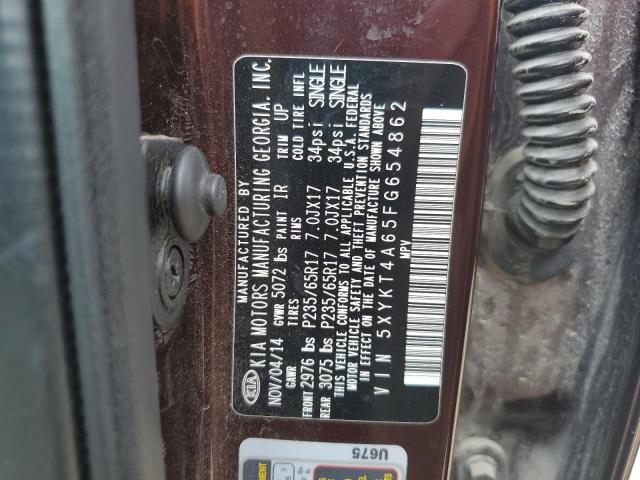 MANUFACTURED BY
KIA KIA MOTORS MANUFACTURING GEORGIA. INC.
NOV/04/14 GVWR 5072 lbs PAINT IR TRIM UP
GAWR TIRES RIMS COLD TIRE INFL
FRONT 2976 lbs P235/65R17 7.0JX17 34psi SINGLE
REAR 3075 lbs P235/65R17 7.0JX17 34psi SINGLE
THIS VEHICLE CONFORMS TO ALL APPLICABLE U.S.A. FEDERAL
MOTOR VEHICLE SAFETY AND THEFT PREVENTION STANDARDS
IN EFFECT ON THE DATE OF MANUFACTURE SHOWN ABOVE
VIN 5XYKT4A65FG654862
MPV
U675